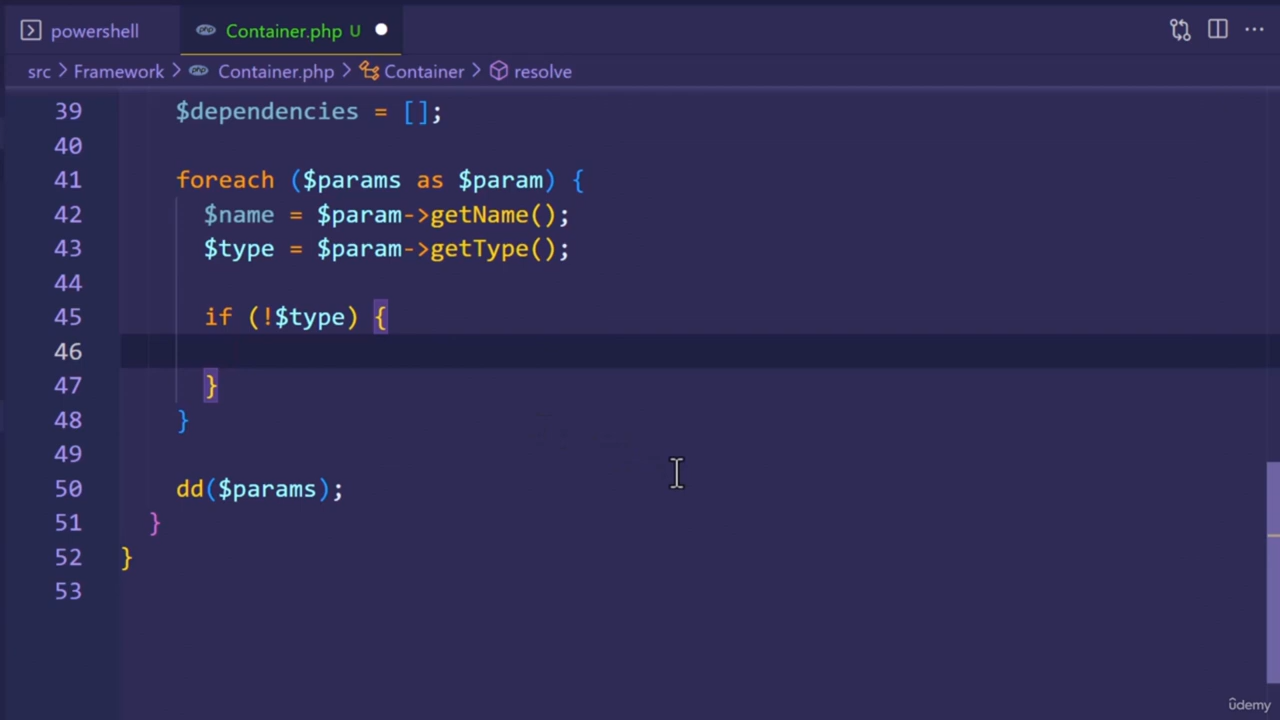 powershell
Container.php U
src > Framework > Container.php > Container > resolve
39 $dependencies = [];
40
41 foreach ($params as $param) {
42 $name = $param->getName();
43 $type = $param->getType();
44
45 if (!$type) {
46
47 }
48 }
49
50 dd($params);
51 }
52 }
53
ûdemy